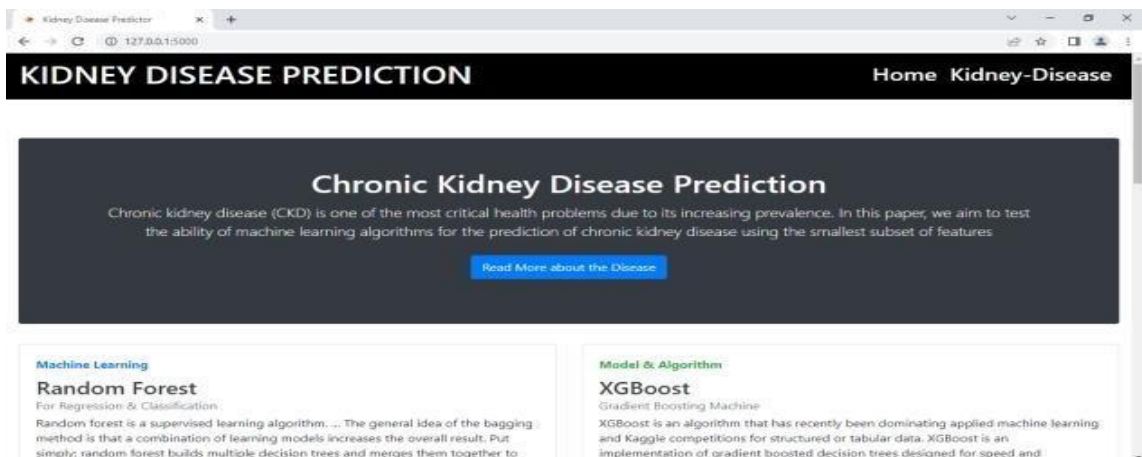 Kidney Disease Predictor
127.0.0.1:5000
KIDNEY DISEASE PREDICTION
Home Kidney-Disease
Chronic Kidney Disease Prediction
Chronic kidney disease (CKD) is one of the most critical health problems due to its increasing prevalence. In this paper, we aim to test
the ability of machine learning algorithms for the prediction of chronic kidney disease using the smallest subset of features
Read More about the Disease
Machine Learning
Random Forest
For Regression & Classification
Random forest is a supervised learning algorithm. ... The general idea of the bagging
method is that a combination of learning models increases the overall result. Put
simply: random forest builds multiple decision trees and merges them together to
Model & Algorithm
XGBoost
Gradient Boosting Machine
XGBoost is an algorithm that has recently been dominating applied machine learning
and Kaggle competitions for structured or tabular data. XGBoost is an
implementation of gradient boosted decision trees designed for speed and